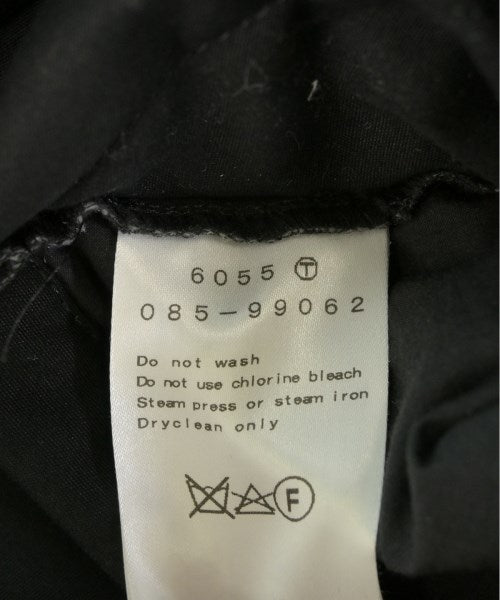 6055 Ⓣ
085-99062
Do not wash
Do not use chlorine bleach
Steam press or steam iron
Dryclean only
F